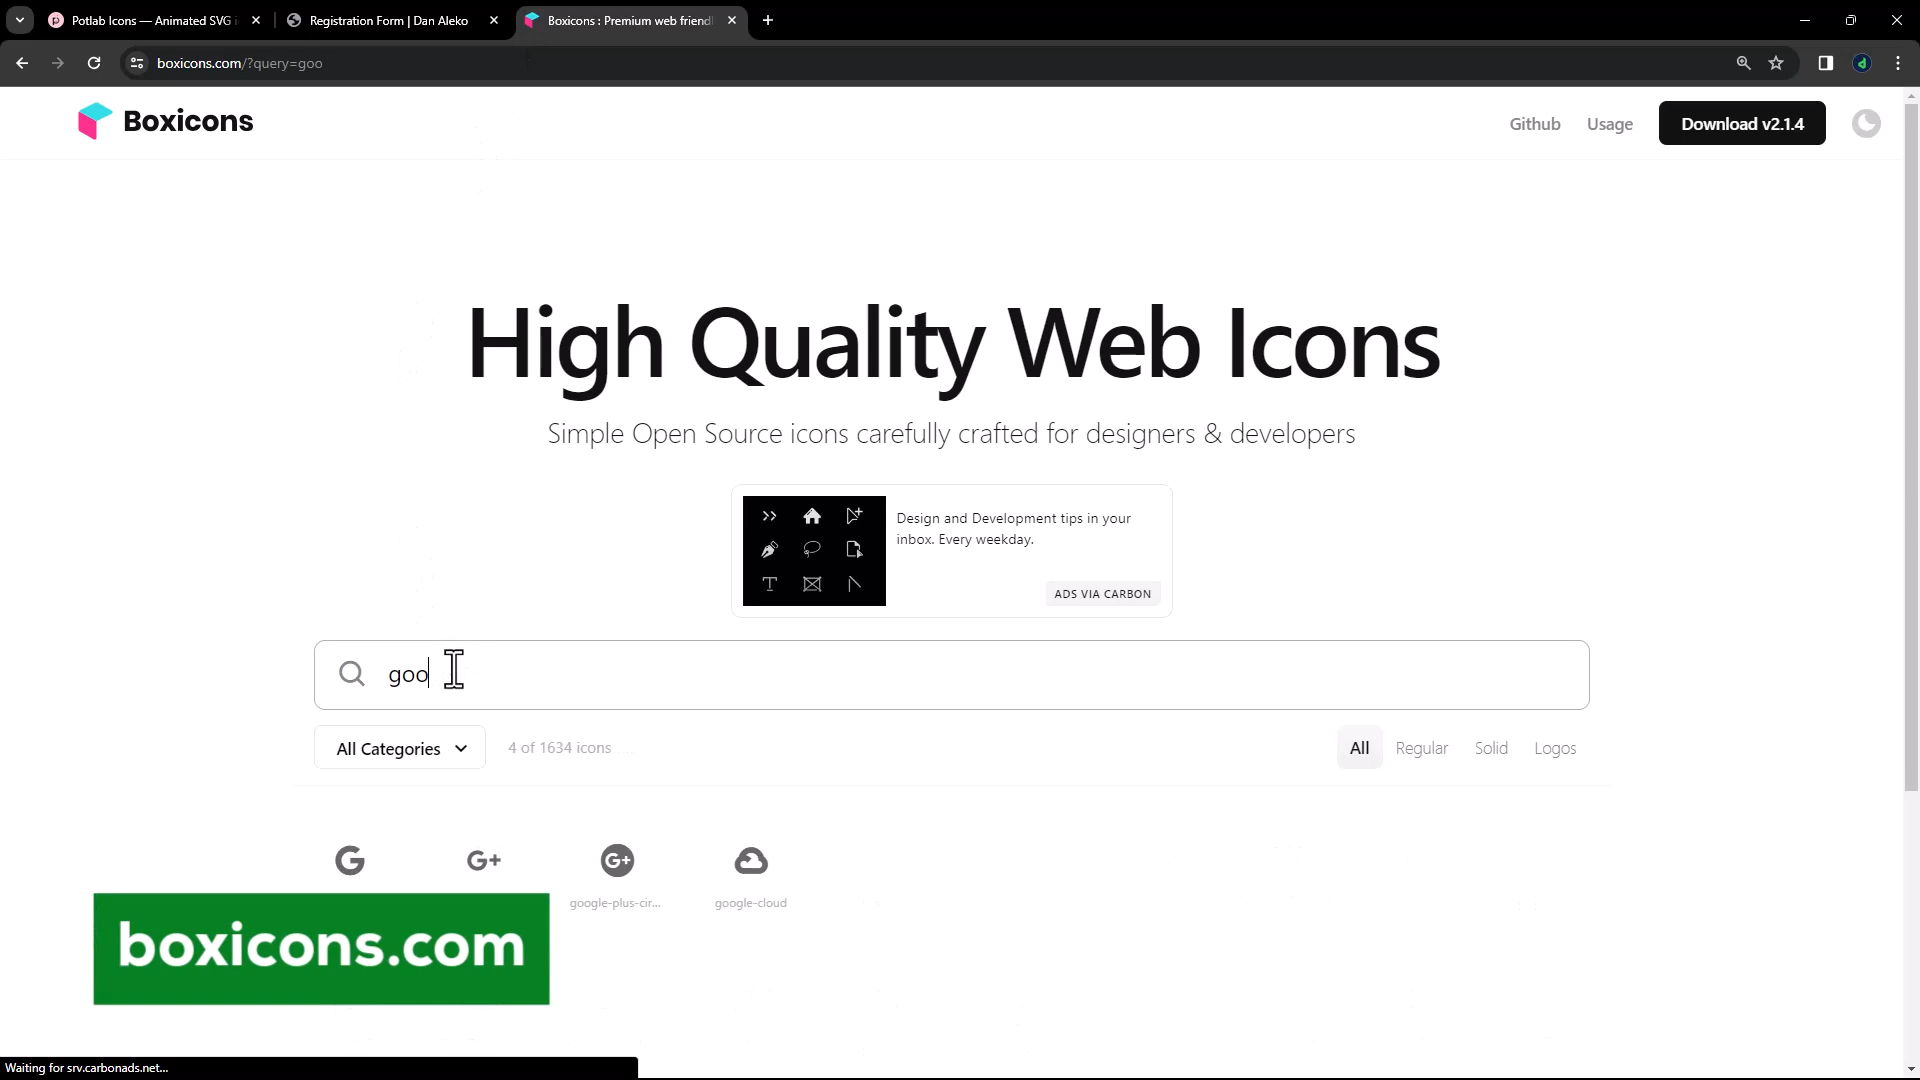 Potlab Icons — Animated SVG i
Registration Form | Dan Aleko
Boxicons : Premium web friendl
boxicons.com/?query=goo
d
Boxicons
Github
Usage
Download v2.1.4
High Quality Web Icons
Simple Open Source icons carefully crafted for designers & developers
Design and Development tips in your
inbox. Every weekday.
ADS VIA CARBON
goo
All Categories
4 of 1634 icons
All
Regular
Solid
Logos
google-plus-cir...
google-cloud
boxicons.com
Waiting for srv.carbonads.net...